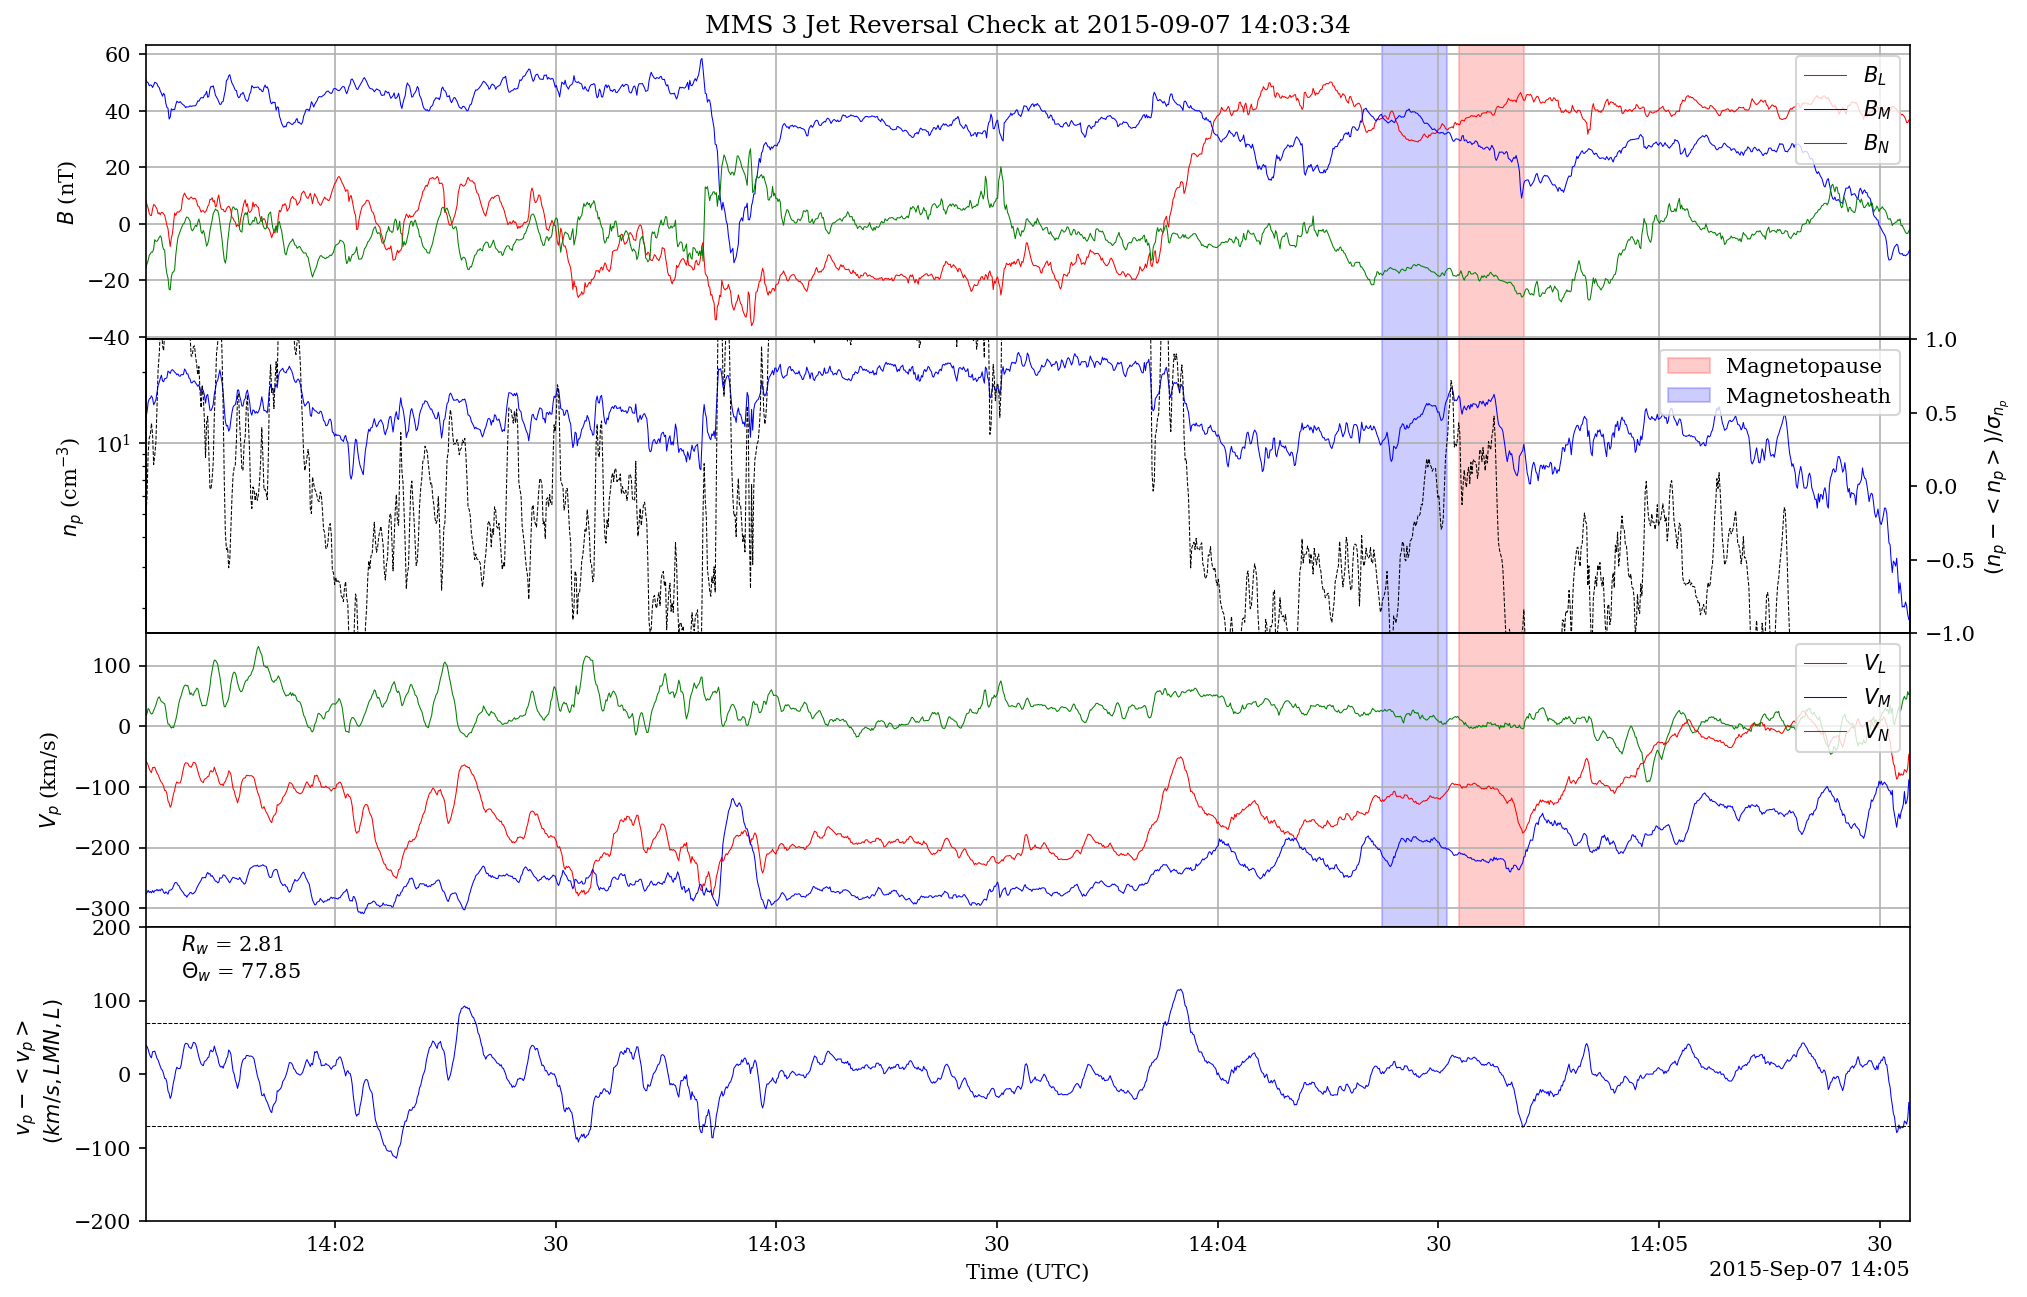 MMS 3 Jet Reversal Check at 2015-09-07 14:03:34
60
40
20
0
−20
−40
B (nT)
B_L
B_M
B_N
10^1
n_p (cm^−3)
1.0
0.5
0.0
−0.5
−1.0
(n_p − < n_p > )/σ_{n_p}
Magnetopause
Magnetosheath
100
0
−100
−200
−300
V_p (km/s)
V_L
V_M
V_N
200
100
0
−100
−200
v_p − < v_p >
(km/s, LMN, L)
R_w = 2.81
Θ_w = 77.85
14:02
30
14:03
30
14:04
30
14:05
30
Time (UTC)
2015-Sep-07 14:05